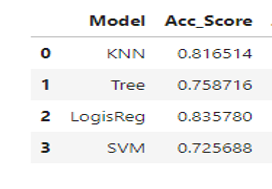 Model Acc_Score
0 KNN 0.816514
1 Tree 0.758716
2 LogisReg 0.835780
3 SVM 0.725688